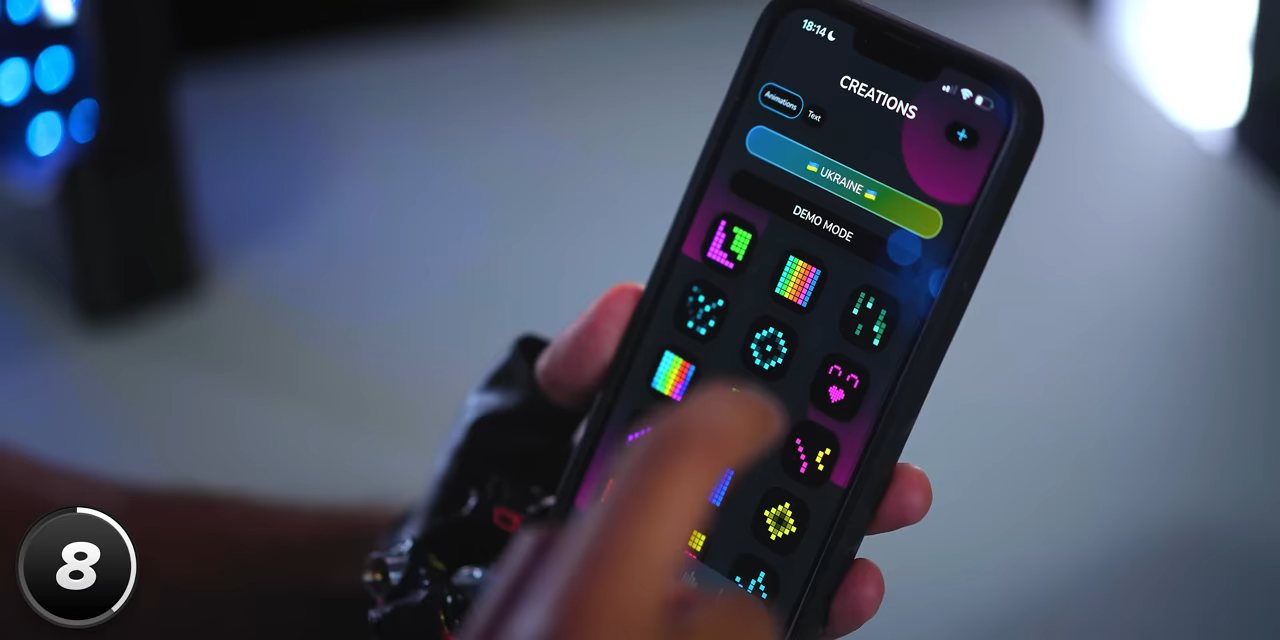 18:14
CREATIONS
Animations
Text
🇺🇦 UKRAINE 🇺🇦
DEMO MODE
8